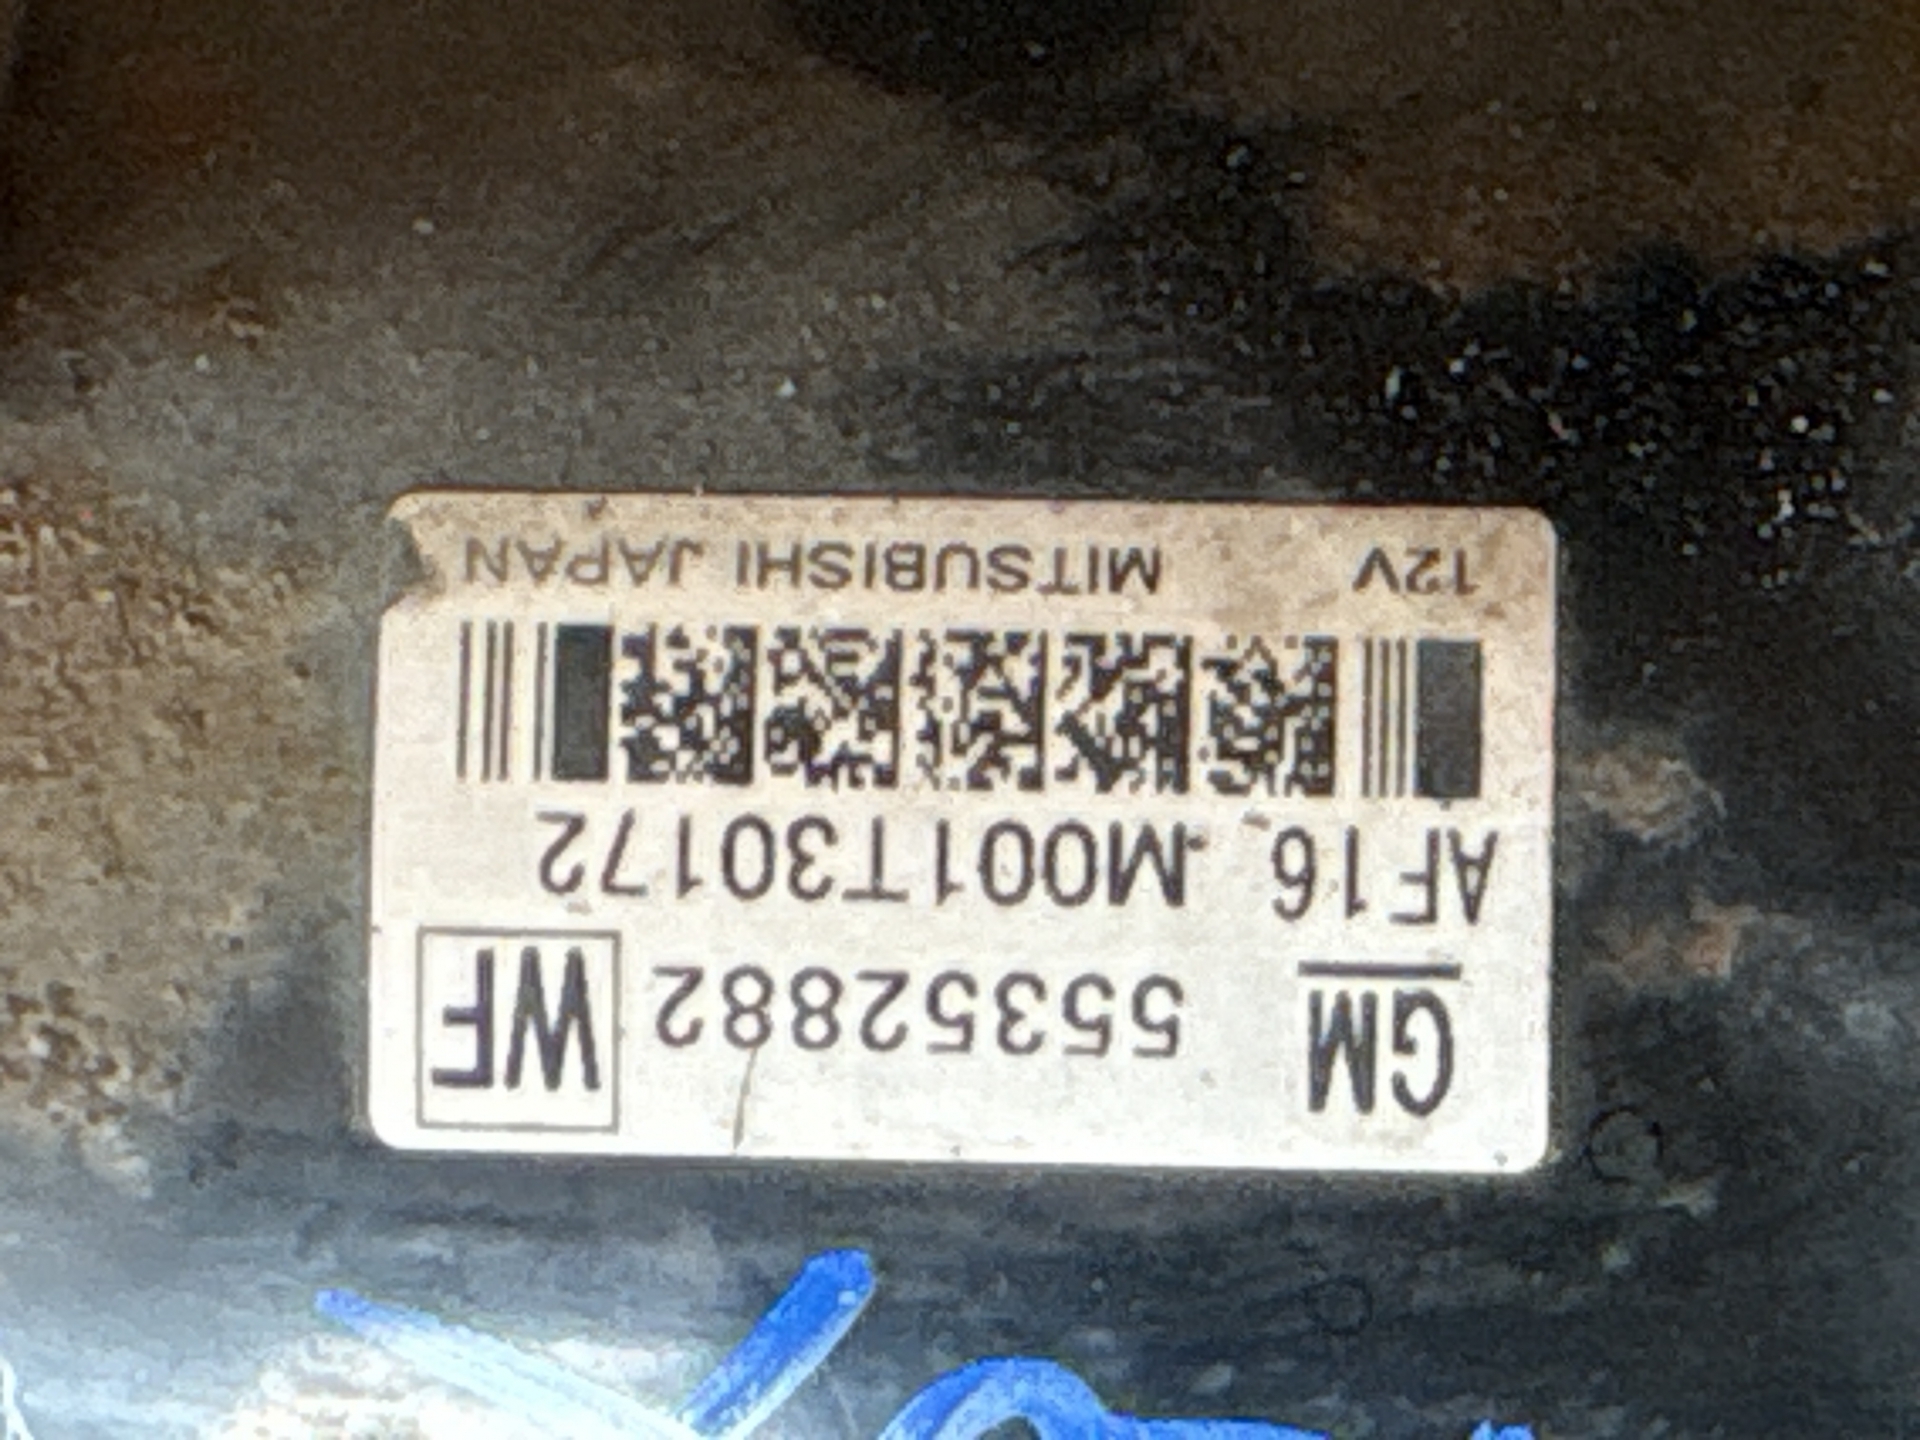 GM 55352882 WF
AF16 M001T30172
12V MITSUBISHI JAPAN